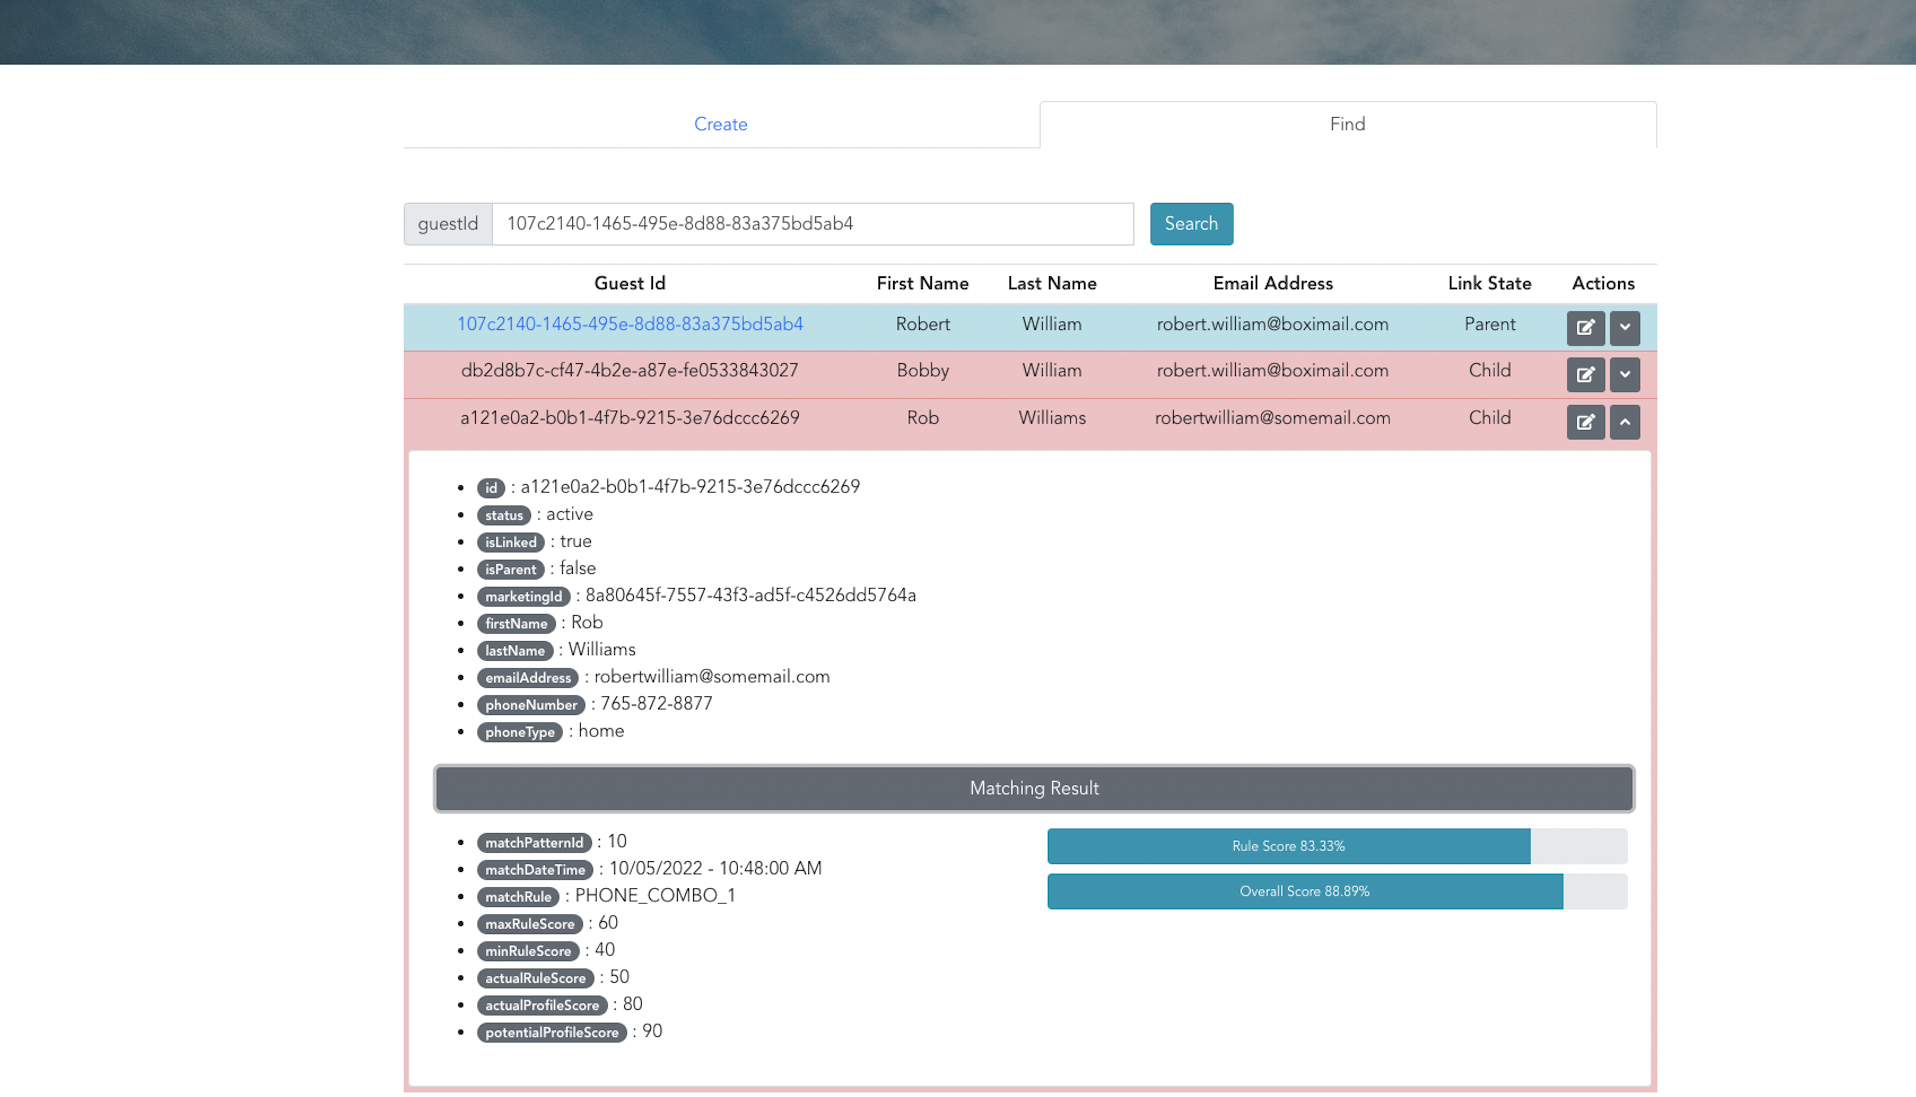 Create Find
guestId 107c2140-1465-495e-8d88-83a375bd5ab4 Search
Guest Id First Name Last Name Email Address Link State Actions
107c2140-1465-495e-8d88-83a375bd5ab4 Robert William robert.william@boximail.com Parent
db2d8b7c-cf47-4b2e-a87e-fe0533843027 Bobby William robert.william@boximail.com Child
a121e0a2-b0b1-4f7b-9215-3e76dccc6269 Rob Williams robertwilliam@somemail.com Child
id : a121e0a2-b0b1-4f7b-9215-3e76dccc6269
status : active
isLinked : true
isParent : false
marketingId : 8a80645f-7557-43f3-ad5f-c4526dd5764a
firstName : Rob
lastName : Williams
emailAddress : robertwilliam@somemail.com
phoneNumber : 765-872-8877
phoneType : home
Matching Result
matchPatternId : 10
matchDateTime : 10/05/2022 - 10:48:00 AM
matchRule : PHONE_COMBO_1
maxRuleScore : 60
minRuleScore : 40
actualRuleScore : 50
actualProfileScore : 80
potentialProfileScore : 90
Rule Score 83.33%
Overall Score 88.89%